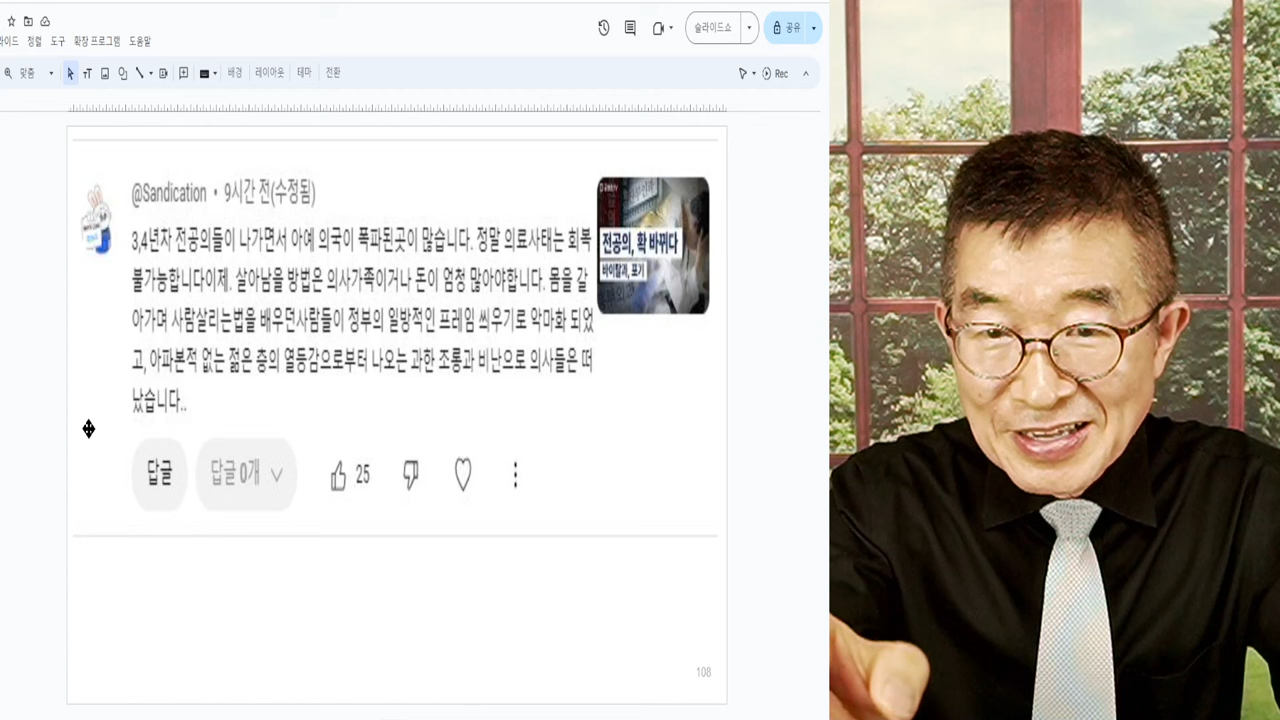 라이드 정렬 도구 확장 프로그램 도움말
슬라이드쇼
공유
맞춤
배경 레이아웃 테마 전환
Rec
@Sandication • 9시간 전(수정됨)
3,4년차 전공의들이 나가면서 아예 의국이 폭파된곳이 많습니다. 정말 의료사태는 회복
불가능합니다이제. 살아남을 방법은 의사가족이거나 돈이 엄청 많아야합니다. 몸을 갈
아가며 사람살리는법을 배우던사람들이 정부의 일방적인 프레임 씌우기로 악마화 되었
고, 아파본적 없는 젊은 층의 열등감으로부터 나오는 과한 조롱과 비난으로 의사들은 떠
났습니다..
전공의, 확 바뀌다
바이탈과, 포기
답글
답글 0개
25
108